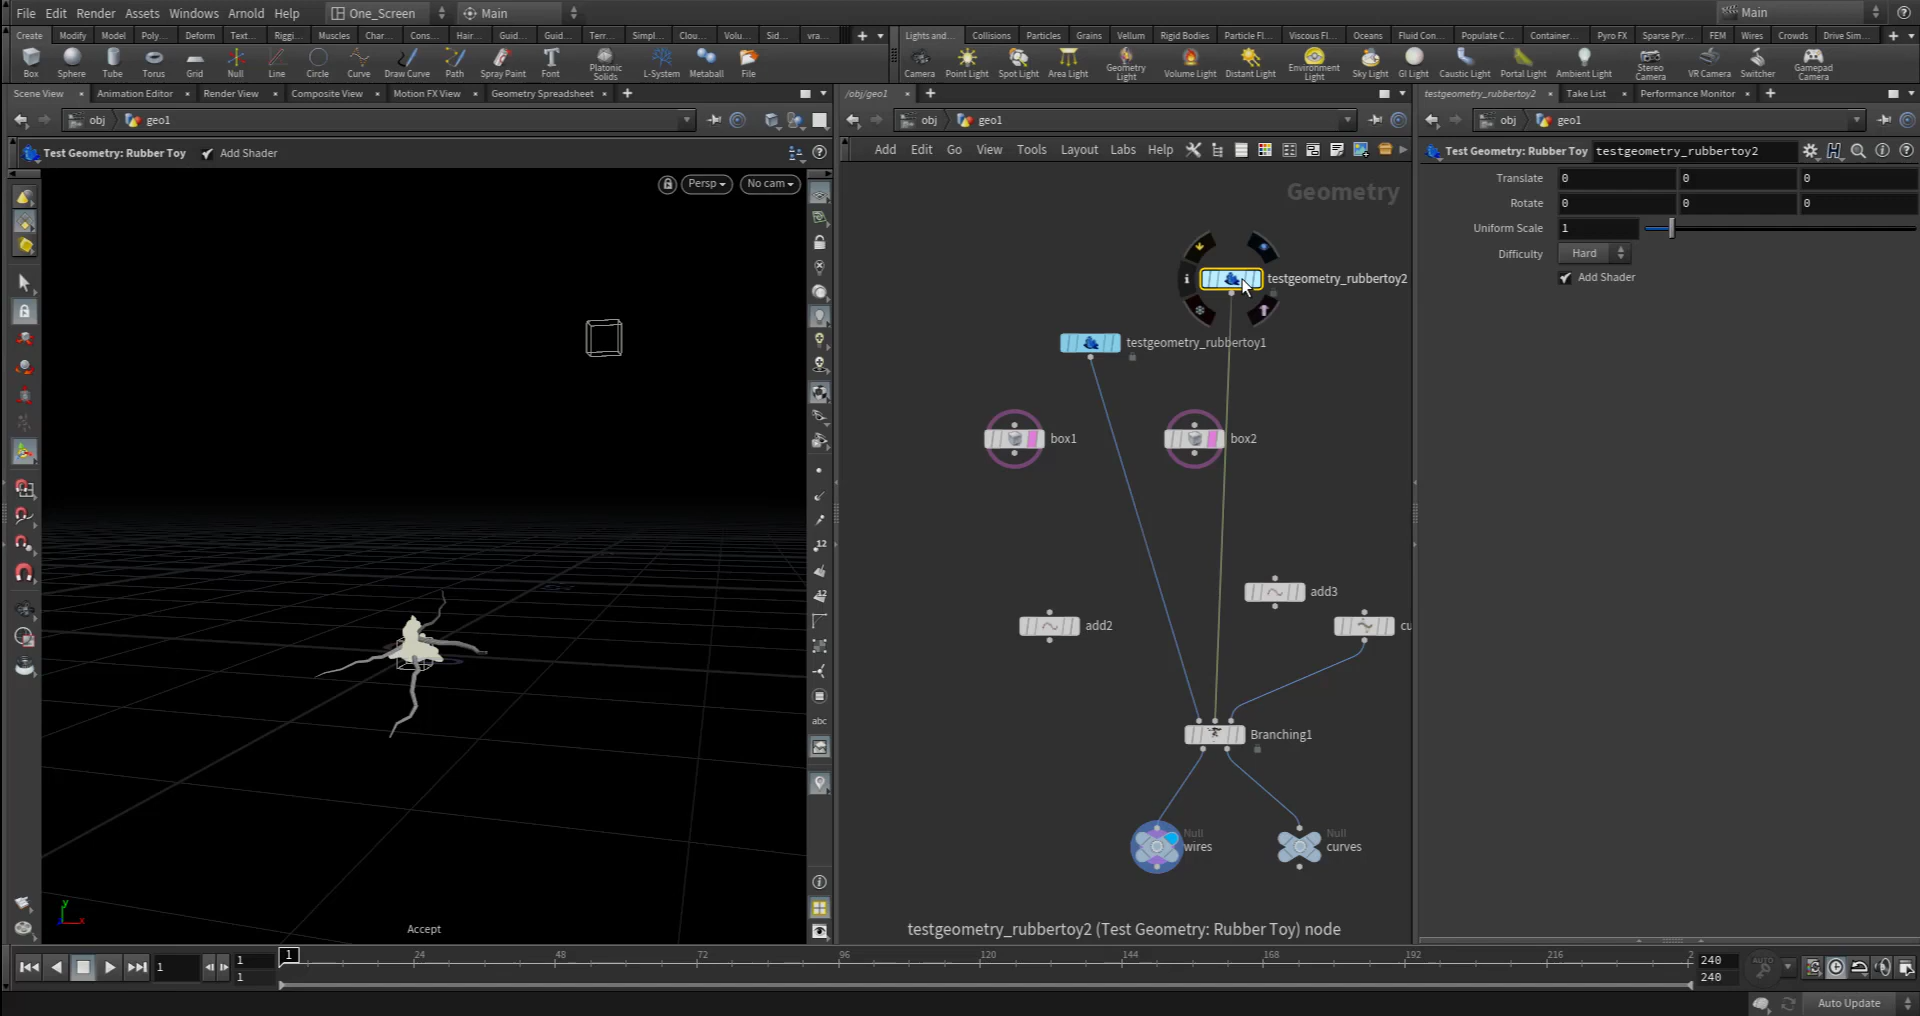 File Edit Render Assets Windows Arnold Help One_Screen Main Main
Create Modify Model Poly... Deform Text... Riggi... Muscles Char... Cons... Hair... Guid... Guid... Terr... Simpl... Clou... Volu... Sid... vra...
Lights and... Collisions Particles Grains Vellum Rigid Bodies Particle Fl... Viscous Fl... Oceans Fluid Con... Populate C... Container... Pyro FX Sparse Pyr... FEM Wires Crowds Drive Sim...
Box Sphere Tube Torus Grid Null Line Circle Curve Draw Curve Path Spray Paint Font Platonic Solids L-System Metaball File
Camera Point Light Spot Light Area Light Geometry Light Volume Light Distant Light Environment Light Sky Light GI Light Caustic Light Portal Light Ambient Light Stereo Camera VR Camera Switcher Gamepad Camera
Scene View Animation Editor Render View Composite View Motion FX View Geometry Spreadsheet
/obj/geo1
testgeometry_rubbertoy2 Take List Performance Monitor
obj geo1
obj geo1
obj geo1
Test Geometry: Rubber Toy Add Shader
Persp No cam
Add Edit Go View Tools Layout Labs Help
Geometry
testgeometry_rubbertoy2
testgeometry_rubbertoy1
box1 box2
add3
add2 cu
Branching1
Null
wires
Null
curves
testgeometry_rubbertoy2 (Test Geometry: Rubber Toy) node
Test Geometry: Rubber Toy testgeometry_rubbertoy2
Translate 0 0 0
Rotate 0 0 0
Uniform Scale 1
Difficulty Hard
Add Shader
12
12
abc
y
x
Accept
1 1 1 1 24 48 72 96 120 144 168 192 216 2 240 240
AUTO
Auto Update